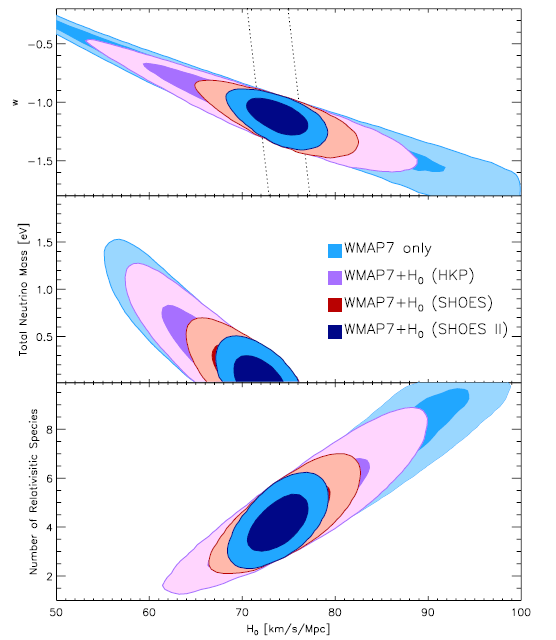 -0.5
-1.0
-1.5
w
1.5
1.0
0.5
Total Neutrino Mass [eV]
WMAP7 only
WMAP7+H₀ (HKP)
WMAP7+H₀ (SHOES)
WMAP7+H₀ (SHOES II)
8
6
4
2
Number of Relativisitic Species
50 60 70 80 90 100
H₀ [km/s/Mpc]